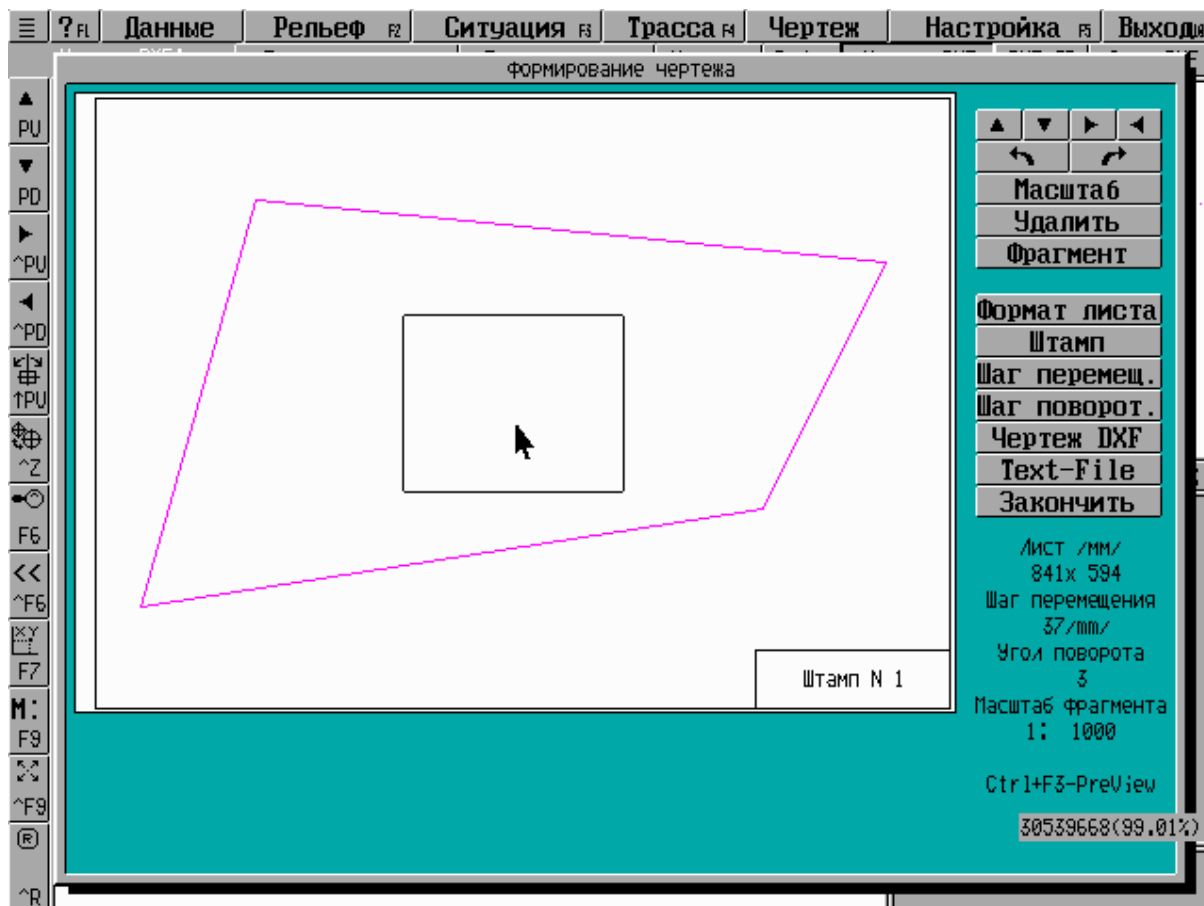 ? F1 Данные Рельеф F2 Ситуация F3 Трасса F4 Чертеж Настройка F5 Выход
Формирование чертежа
PU
PD
^PU
^PD
↑PU
^Z
F6
<<
^F6
XY
F7
М:
F9
^F9
®
^R
Штамп N 1
Масштаб
Удалить
Фрагмент
Формат листа
Штамп
Шаг перемещ.
Шаг поворот.
Чертеж DXF
Text-File
Закончить
Лист /мм/
841x 594
Шаг перемещения
37/mm/
Угол поворота
3
Масштаб фрагмента
1: 1000
Ctrl+F3-PreView
30539668(99.01%)